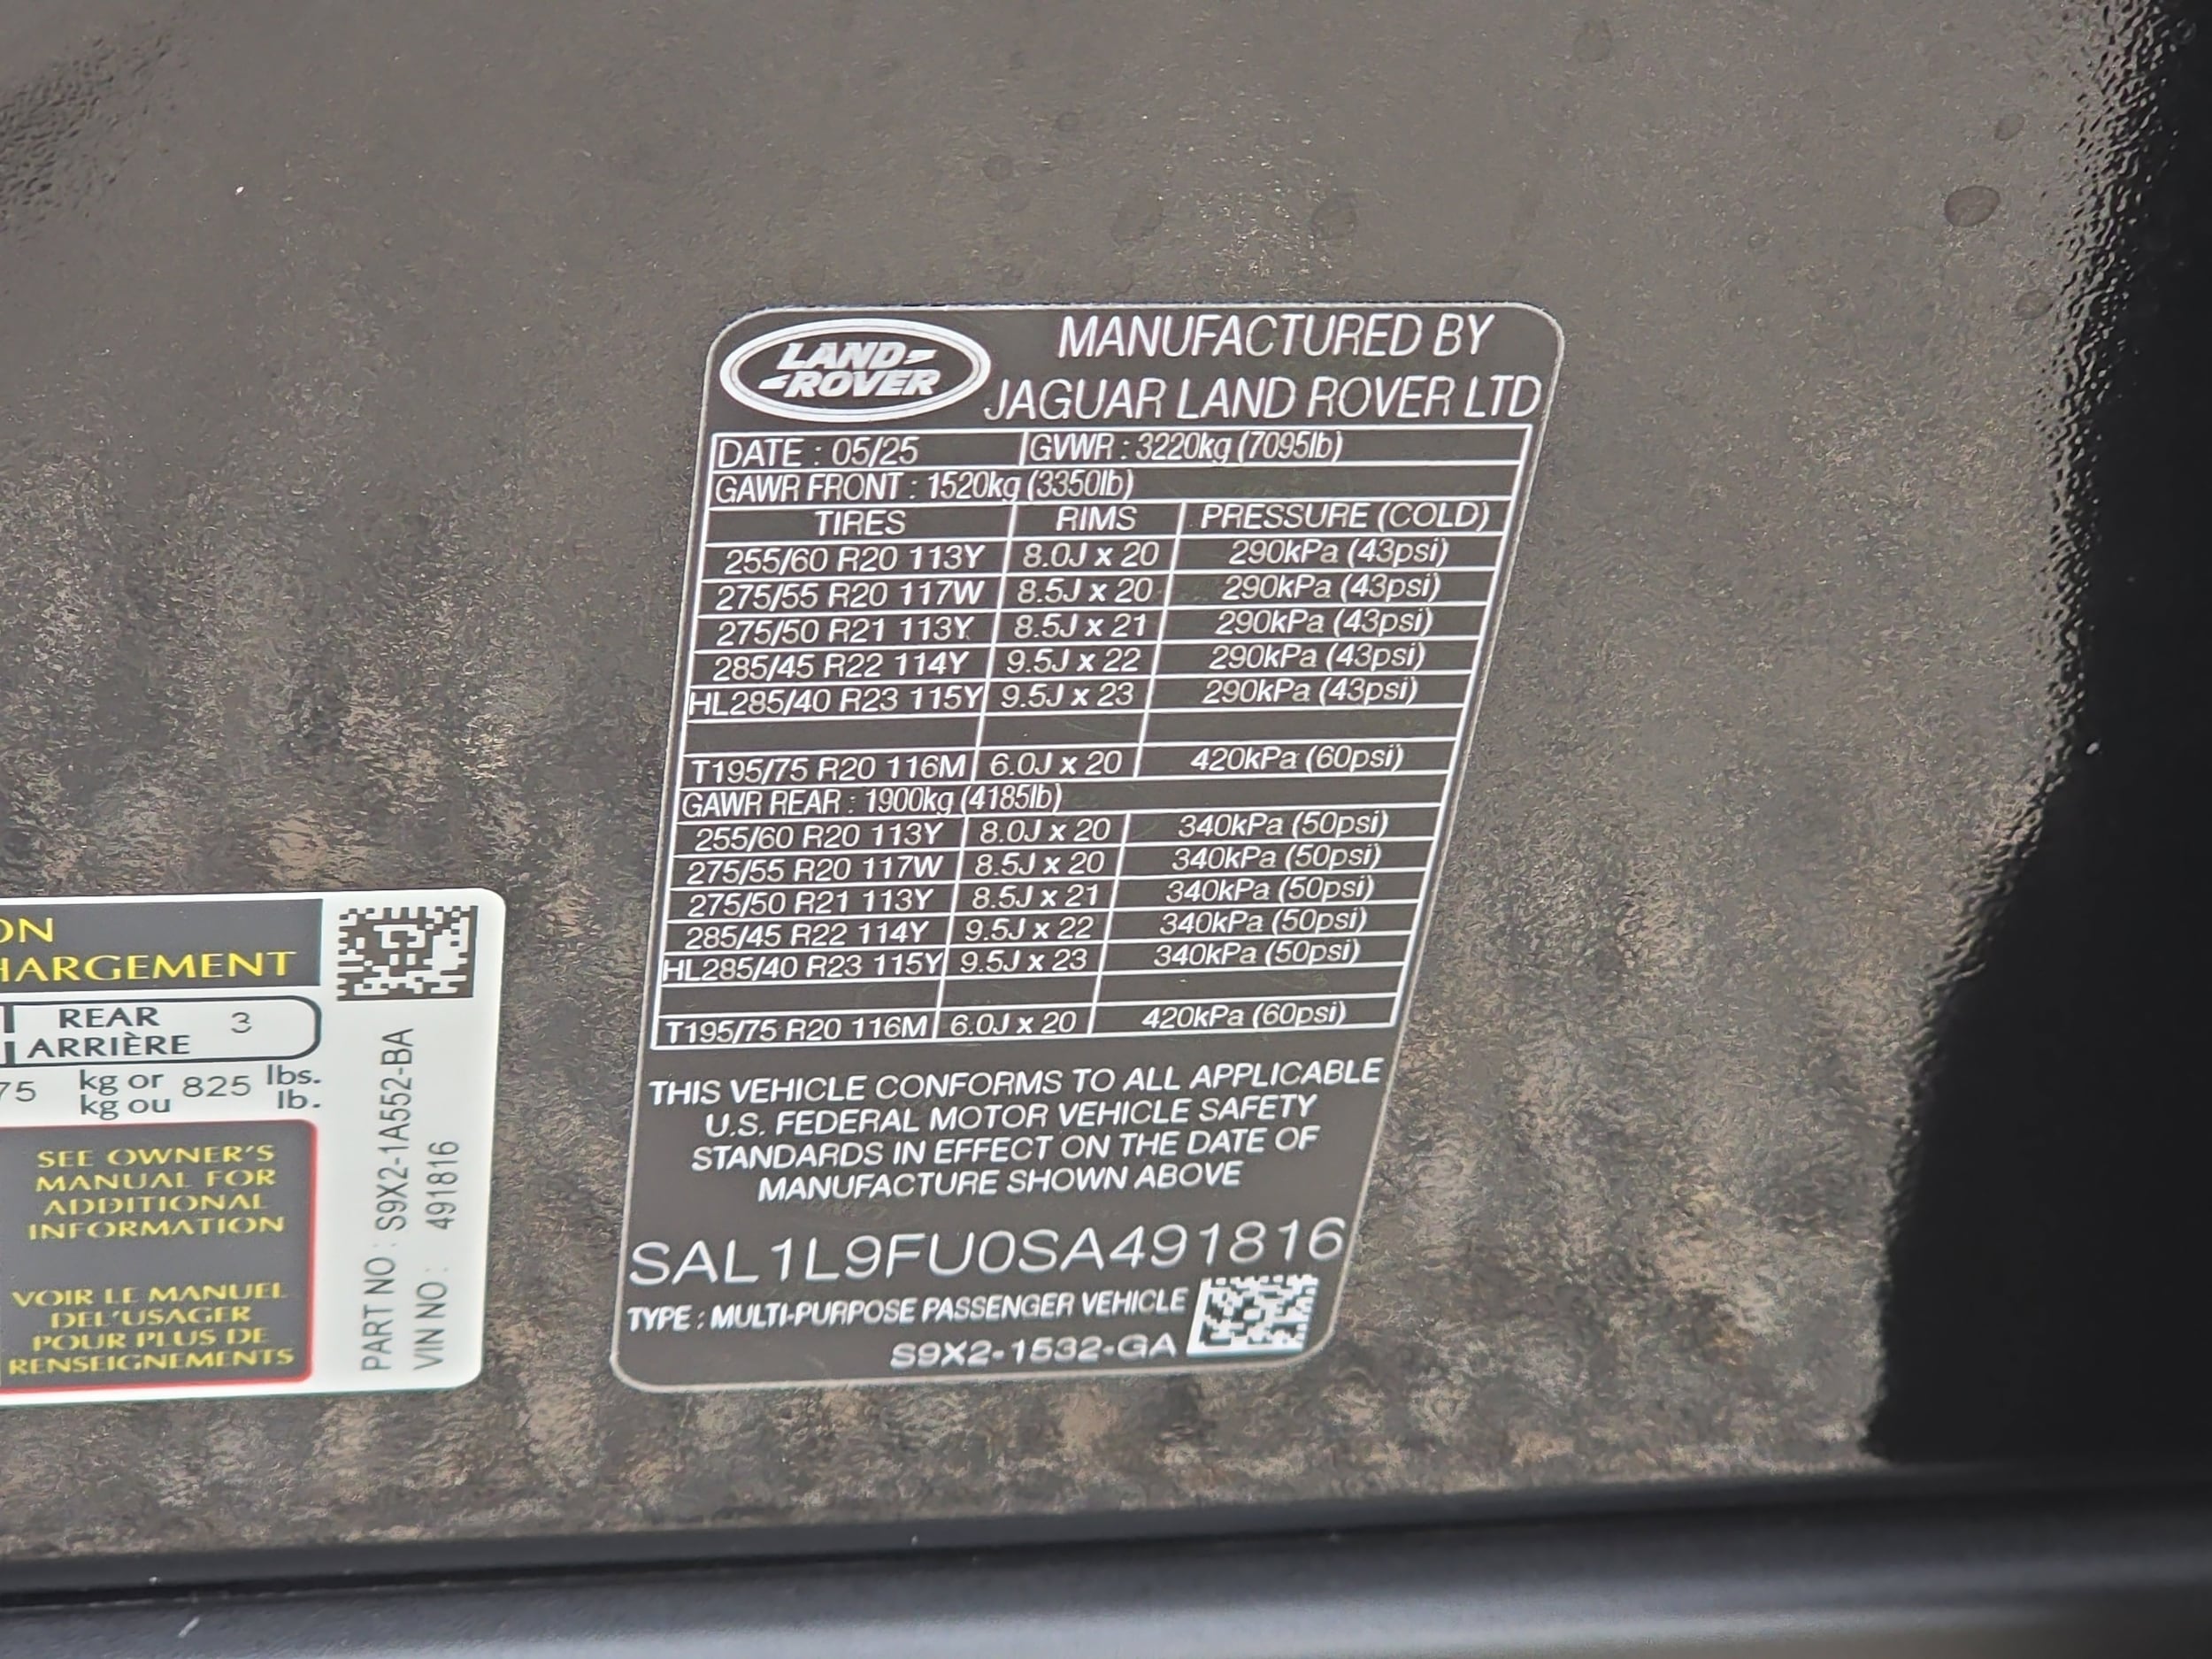 LAND
ROVER
MANUFACTURED BY
JAGUAR LAND ROVER LTD
DATE : 05/25 GVWR : 3220kg (7095lb)
GAWR FRONT : 1520kg (3350lb)
TIRES RIMS PRESSURE (COLD)
255/60 R20 113Y 8.0J x 20 290kPa (43psi)
275/55 R20 117W 8.5J x 20 290kPa (43psi)
275/50 R21 113Y 8.5J x 21 290kPa (43psi)
285/45 R22 114Y 9.5J x 22 290kPa (43psi)
HL285/40 R23 115Y 9.5J x 23 290kPa (43psi)
T195/75 R20 116M 6.0J x 20 420kPa (60psi)
GAWR REAR : 1900kg (4185lb)
255/60 R20 113Y 8.0J x 20 340kPa (50psi)
275/55 R20 117W 8.5J x 20 340kPa (50psi)
275/50 R21 113Y 8.5J x 21 340kPa (50psi)
285/45 R22 114Y 9.5J x 22 340kPa (50psi)
HL285/40 R23 115Y 9.5J x 23 340kPa (50psi)
T195/75 R20 116M 6.0J x 20 420kPa (60psi)
THIS VEHICLE CONFORMS TO ALL APPLICABLE
U.S. FEDERAL MOTOR VEHICLE SAFETY
STANDARDS IN EFFECT ON THE DATE OF
MANUFACTURE SHOWN ABOVE
SAL1L9FU0SA491816
TYPE : MULTI-PURPOSE PASSENGER VEHICLE
S9X2-1532-GA
ON
HARGEMENT
REAR 3
ARRIÈRE
75 kg or 825 lbs.
kg ou lb.
SEE OWNER'S
MANUAL FOR
ADDITIONAL
INFORMATION
VOIR LE MANUEL
DEL'USAGER
POUR PLUS DE
RENSEIGNEMENTS
PART NO : S9X2-1A552-BA
VIN NO : 491816